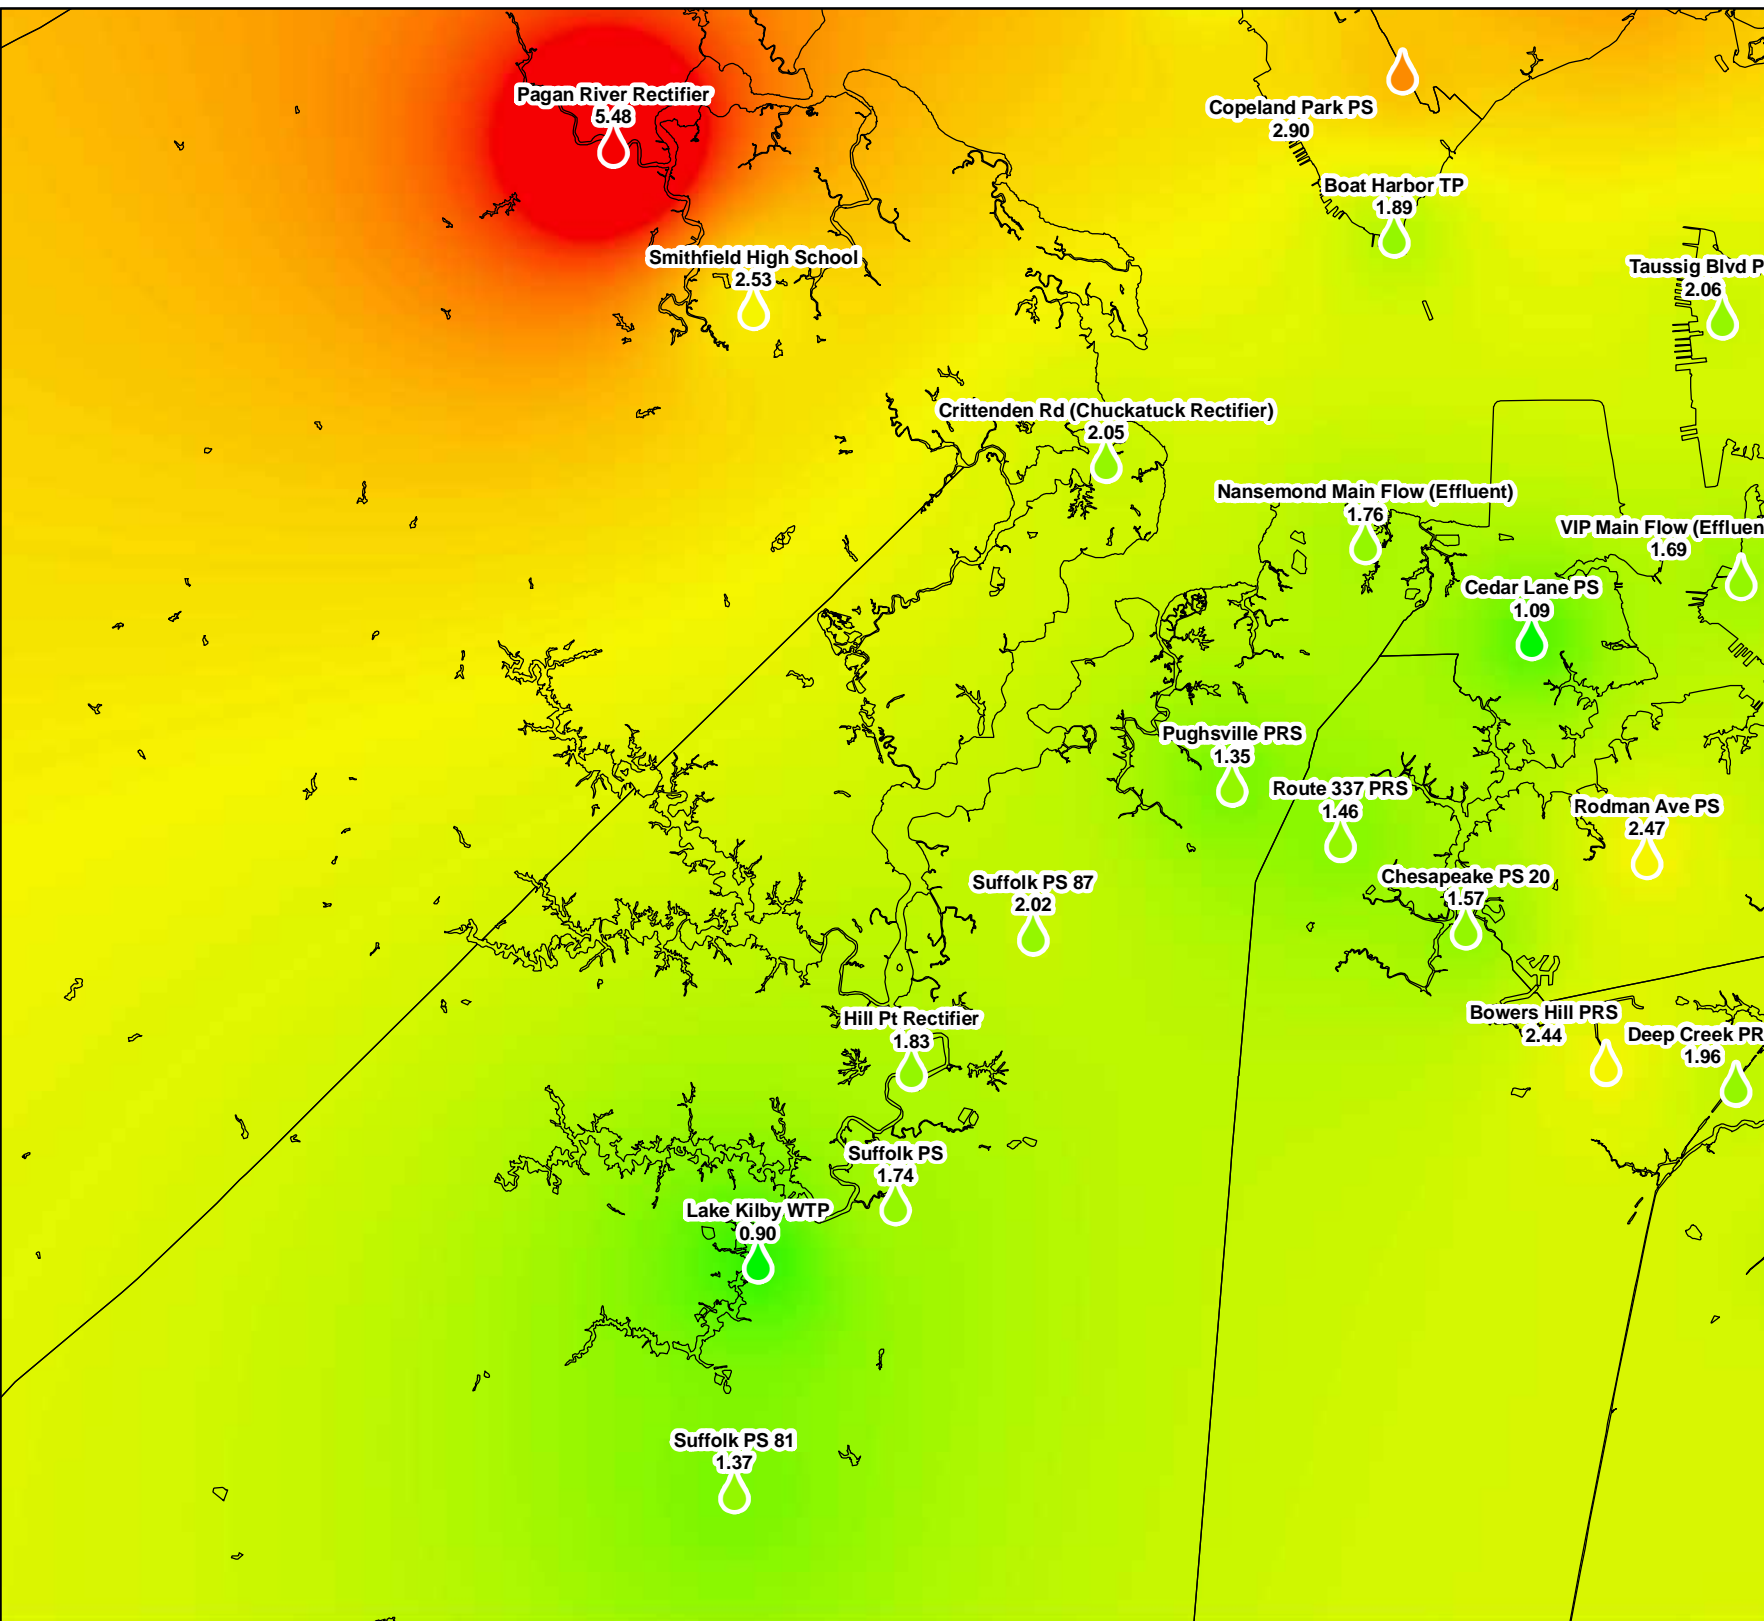 Pagan River Rectifier
5.48
Copeland Park PS
2.90
Boat Harbor TP
1.89
Smithfield High School
2.53
Taussig Blvd P
2.06
Crittenden Rd (Chuckatuck Rectifier)
2.05
Nansemond Main Flow (Effluent)
1.76
VIP Main Flow (Effluen
1.69
Cedar Lane PS
1.09
Pughsville PRS
1.35
Route 337 PRS
1.46
Rodman Ave PS
2.47
Chesapeake PS 20
1.57
Suffolk PS 87
2.02
Bowers Hill PRS
2.44
Hill Pt Rectifier
1.83
Deep Creek PR
1.96
Suffolk PS
1.74
Lake Kilby WTP
0.90
Suffolk PS 81
1.37